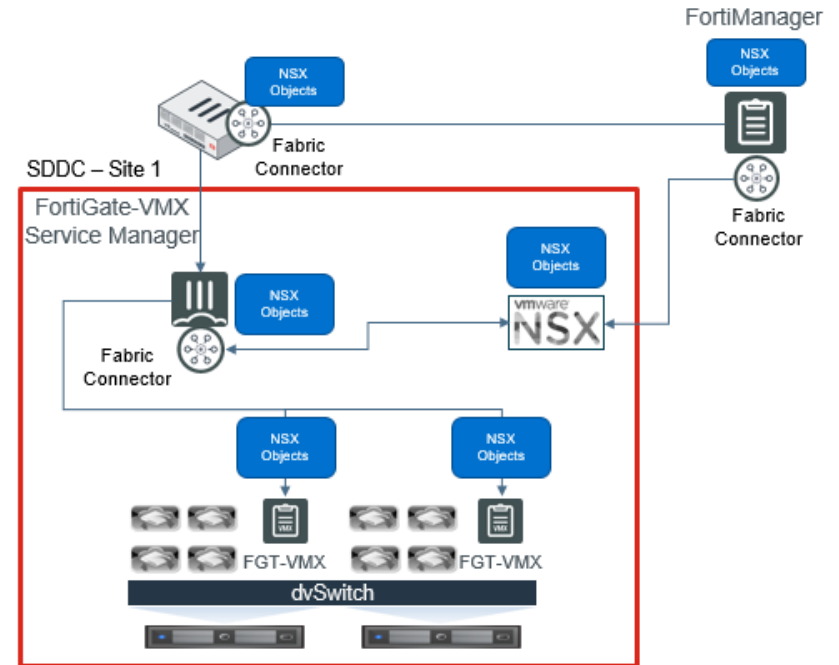 FortiManager
NSX
Objects
NSX
Objects
Fabric
Connector
Fabric
Connector
SDDC – Site 1
FortiGate-VMX
Service Manager
NSX
Objects
NSX
Objects
vmware
NSX
Fabric
Connector
NSX
Objects
NSX
Objects
VMX
VMX
FGT-VMX
FGT-VMX
dvSwitch